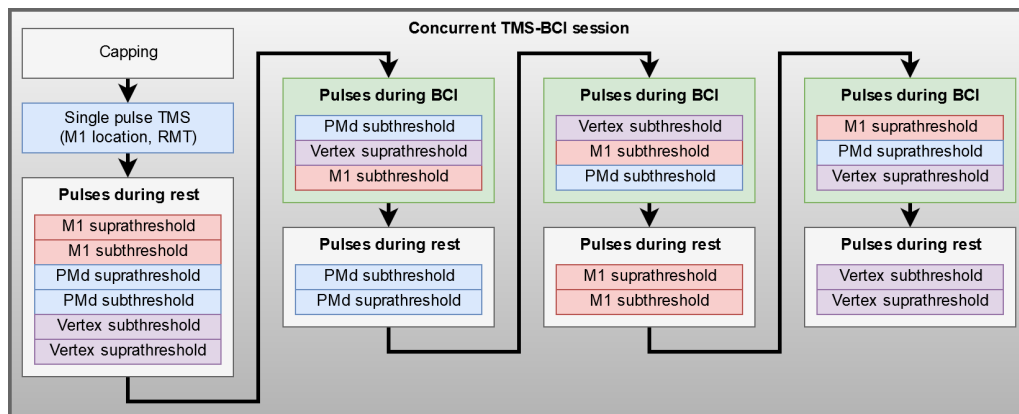 Concurrent TMS-BCI session
Capping
Single pulse TMS
(M1 location, RMT)
Pulses during rest
M1 suprathreshold
M1 subthreshold
PMd suprathreshold
PMd subthreshold
Vertex subthreshold
Vertex suprathreshold
Pulses during BCI
PMd subthreshold
Vertex suprathreshold
M1 subthreshold
Pulses during rest
PMd subthreshold
PMd suprathreshold
Pulses during BCI
Vertex subthreshold
M1 subthreshold
PMd subthreshold
Pulses during rest
M1 suprathreshold
M1 subthreshold
Pulses during BCI
M1 suprathreshold
PMd suprathreshold
Vertex suprathreshold
Pulses during rest
Vertex subthreshold
Vertex suprathreshold